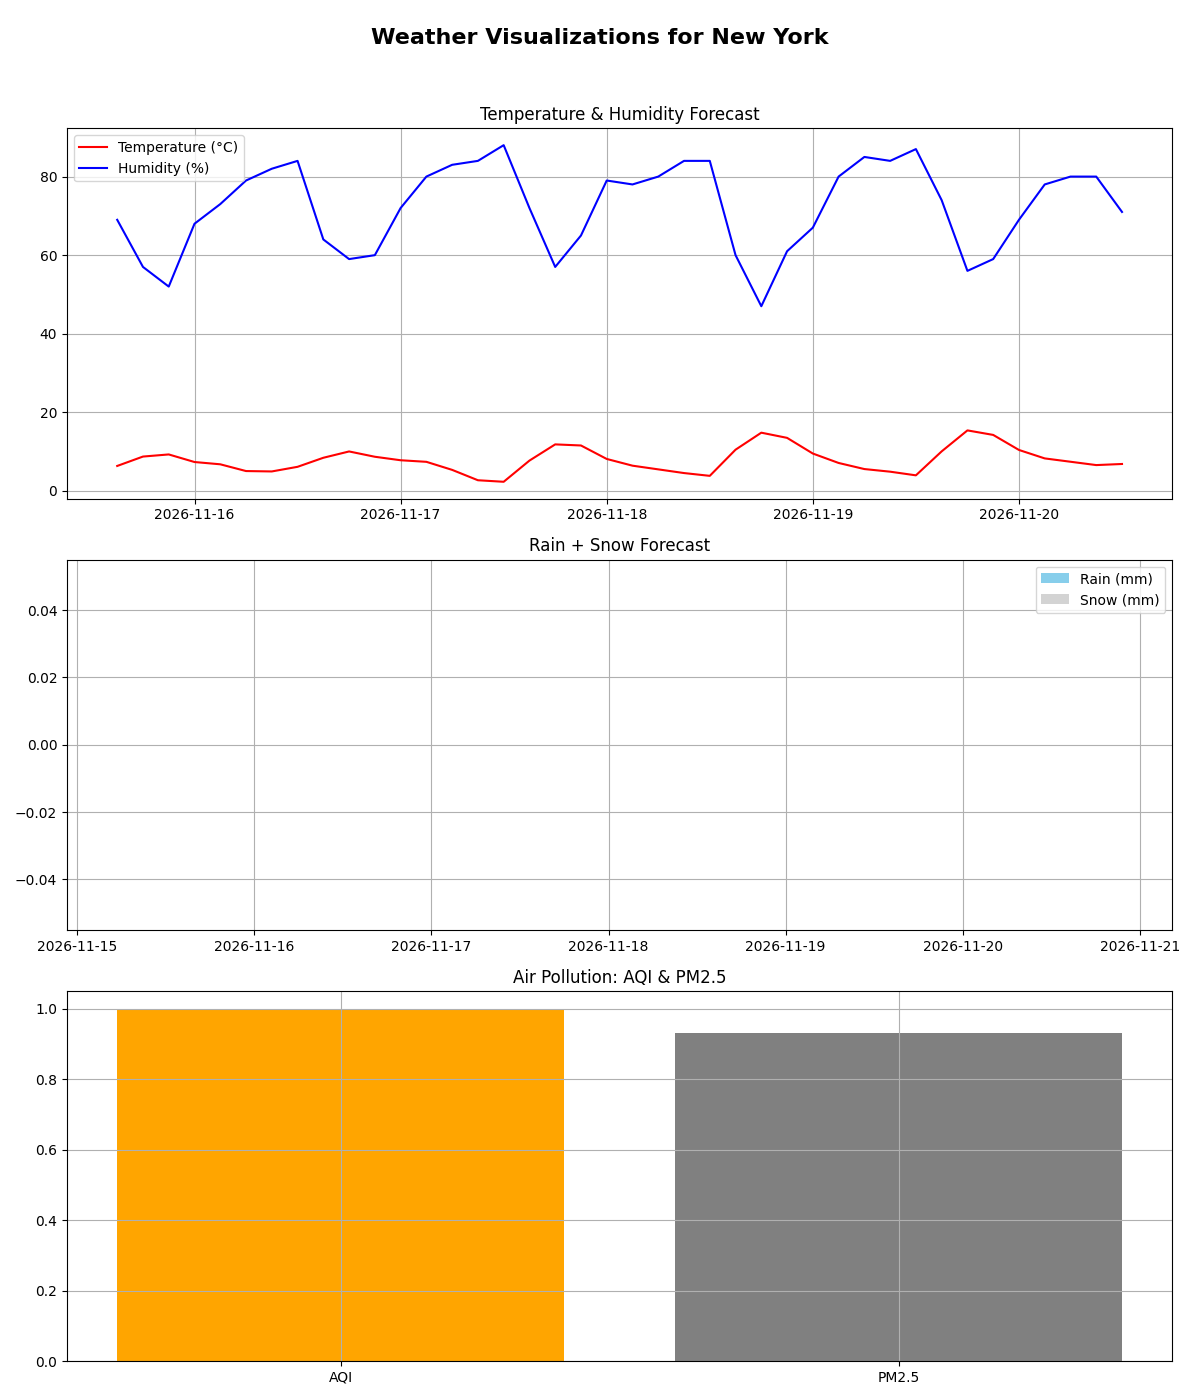 Weather Visualizations for New York
Temperature & Humidity Forecast
Temperature (°C)
Humidity (%)
80
60
40
20
0
2026-11-16 2026-11-17 2026-11-18 2026-11-19 2026-11-20
Rain + Snow Forecast
Rain (mm)
Snow (mm)
0.04
0.02
0.00
−0.02
−0.04
2026-11-15 2026-11-16 2026-11-17 2026-11-18 2026-11-19 2026-11-20 2026-11-21
Air Pollution: AQI & PM2.5
1.0
0.8
0.6
0.4
0.2
0.0
AQI PM2.5